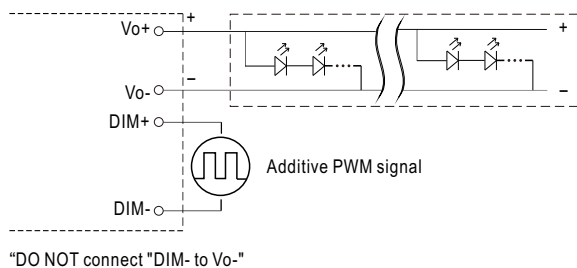 Vo+
+
+
Vo-
–
–
DIM+
Additive PWM signal
DIM-
“DO NOT connect "DIM- to Vo-"